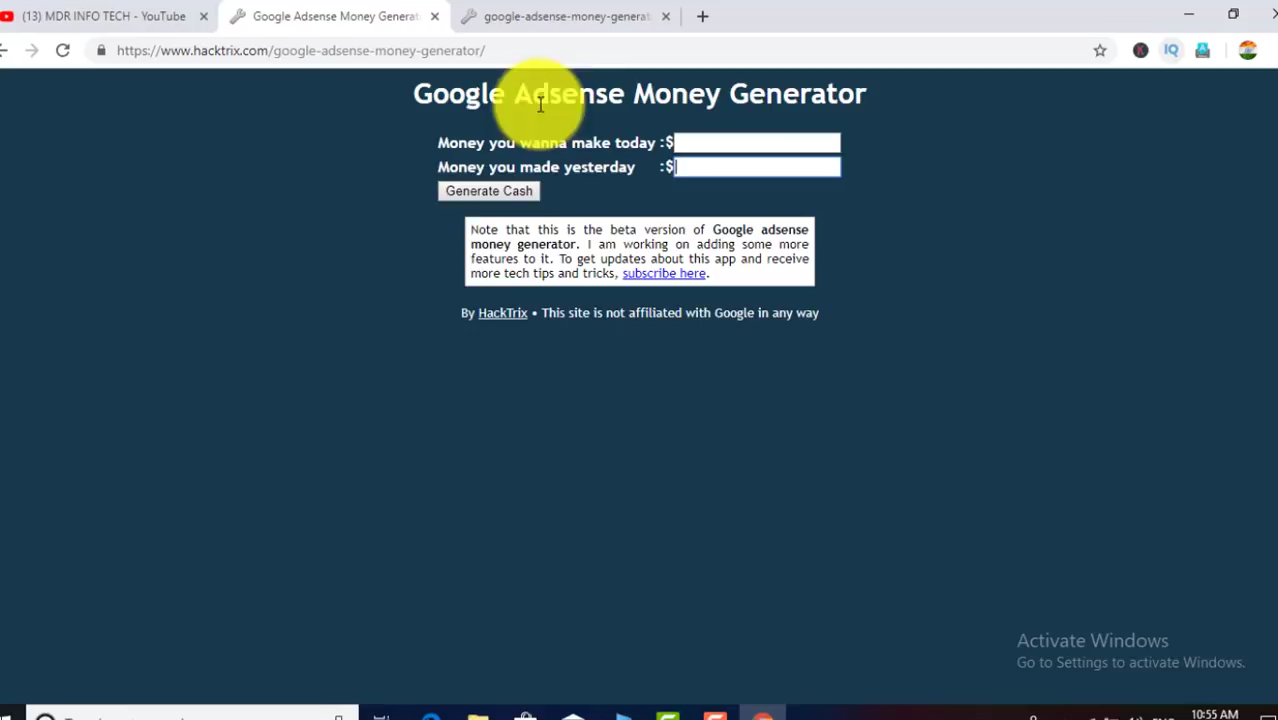 (13) MDR INFO TECH - YouTube
Google Adsense Money Generat
google-adsense-money-generat
https://www.hacktrix.com/google-adsense-money-generator/
IQ
Google Adsense Money Generator
Money you wanna make today :$
Money you made yesterday :$
Generate Cash
Note that this is the beta version of Google adsense
money generator. I am working on adding some more
features to it. To get updates about this app and receive
more tech tips and tricks, subscribe here.
By HackTrix • This site is not affiliated with Google in any way
Activate Windows
Go to Settings to activate Windows.
10:55 AM